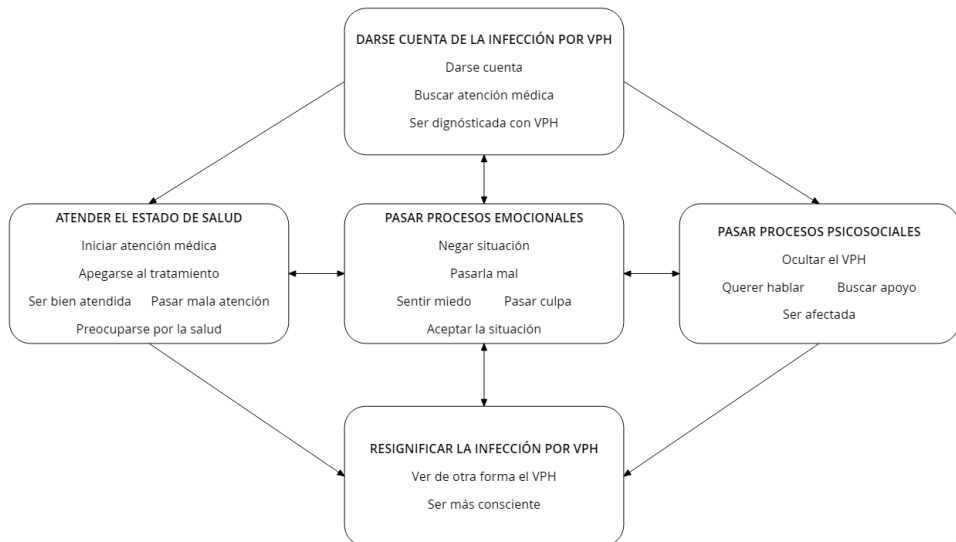 DARSE CUENTA DE LA INFECCIÓN POR VPH
Darse cuenta
Buscar atención médica
Ser dignósticada con VPH
ATENDER EL ESTADO DE SALUD
Iniciar atención médica
Apegarse al tratamiento
Ser bien atendida Pasar mala atención
Preocuparse por la salud
PASAR PROCESOS EMOCIONALES
Negar situación
Pasarla mal
Sentir miedo Pasar culpa
Aceptar la situación
PASAR PROCESOS PSICOSOCIALES
Ocultar el VPH
Querer hablar Buscar apoyo
Ser afectada
RESIGNIFICAR LA INFECCIÓN POR VPH
Ver de otra forma el VPH
Ser más consciente